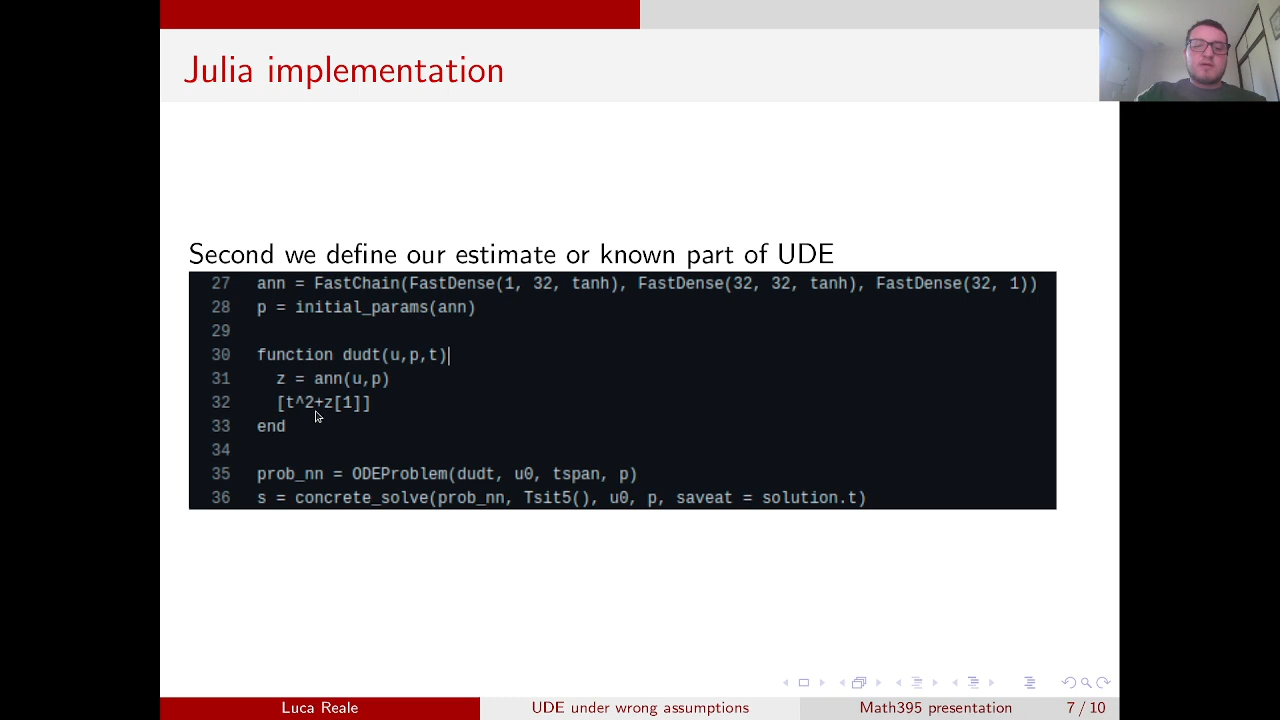 Julia implementation
Second we define our estimate or known part of UDE
27 ann = FastChain(FastDense(1, 32, tanh), FastDense(32, 32, tanh), FastDense(32, 1))
28 p = initial_params(ann)
29
30 function dudt(u,p,t)
31 z = ann(u,p)
32 [t^2+z[1]]
33 end
34
35 prob_nn = ODEProblem(dudt, u0, tspan, p)
36 s = concrete_solve(prob_nn, Tsit5(), u0, p, saveat = solution.t)
Luca Reale UDE under wrong assumptions Math395 presentation 7 / 10